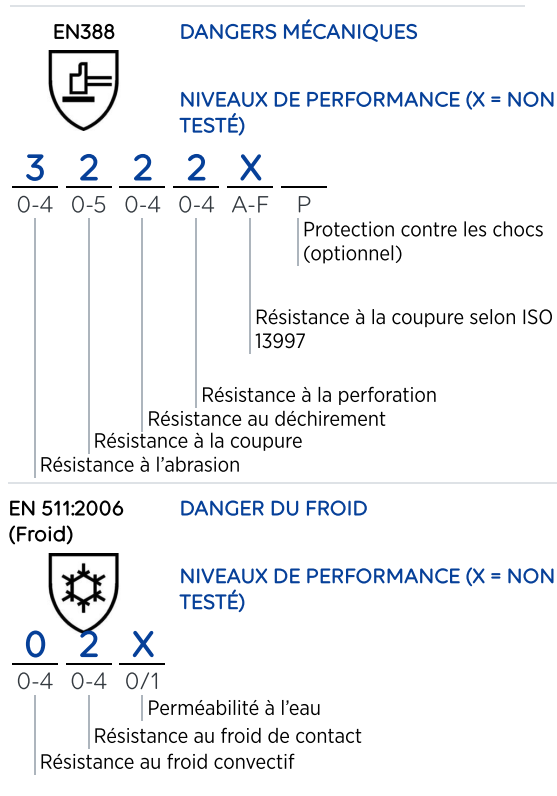 EN388 DANGERS MÉCANIQUES
NIVEAUX DE PERFORMANCE (X = NON
TESTÉ)
3 2 2 2 X
0-4 0-5 0-4 0-4 A-F P
Protection contre les chocs
(optionnel)
Résistance à la coupure selon ISO
13997
Résistance à la perforation
Résistance au déchirement
Résistance à la coupure
Résistance à l'abrasion
EN 511:2006 DANGER DU FROID
(Froid)
NIVEAUX DE PERFORMANCE (X = NON
TESTÉ)
0 2 X
0-4 0-4 0/1
Perméabilité à l'eau
Résistance au froid de contact
Résistance au froid convectif